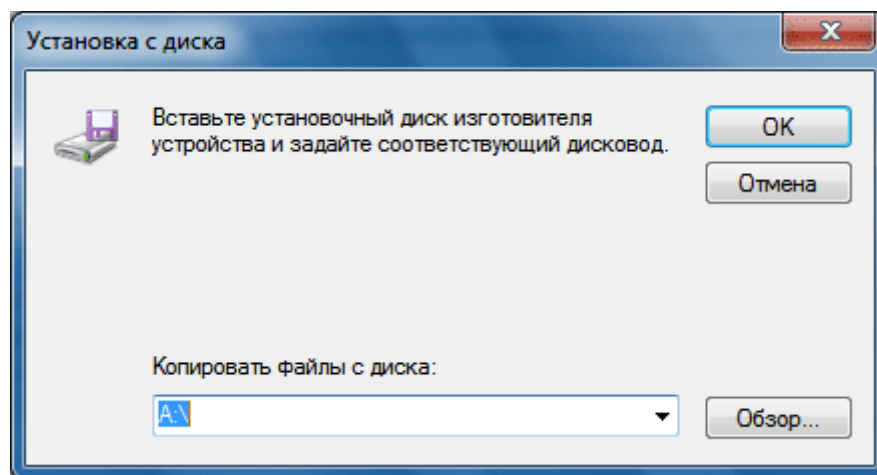 Установка с диска
Вставьте установочный диск изготовителя
устройства и задайте соответствующий дисковод.
OK
Отмена
Копировать файлы с диска:
A:\
Обзор...